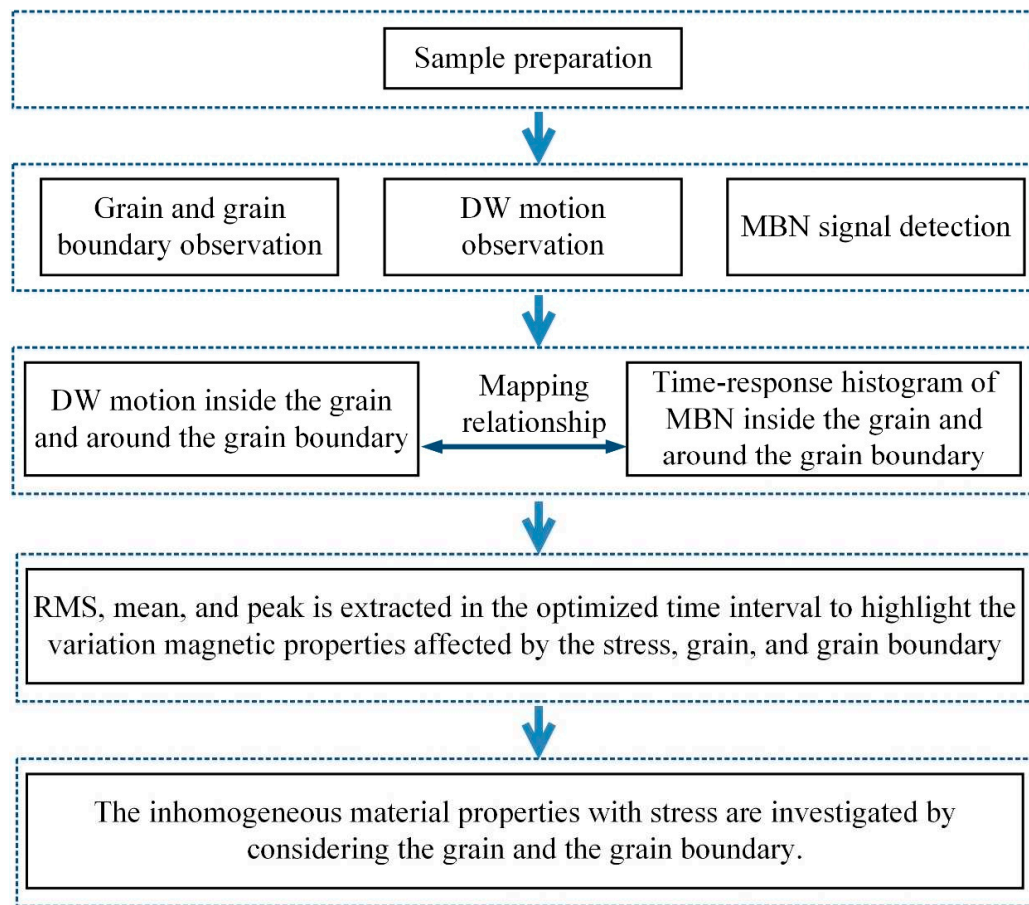 Sample preparation
Grain and grain
boundary observation
DW motion
observation
MBN signal detection
DW motion inside the grain
and around the grain boundary
Mapping
relationship
Time-response histogram of
MBN inside the grain and
around the grain boundary
RMS, mean, and peak is extracted in the optimized time interval to highlight the
variation magnetic properties affected by the stress, grain, and grain boundary
The inhomogeneous material properties with stress are investigated by
considering the grain and the grain boundary.